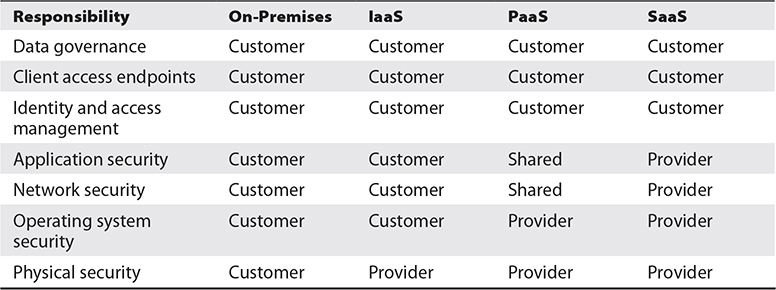 Responsibility On-Premises IaaS PaaS SaaS
Data governance Customer Customer Customer Customer
Client access endpoints Customer Customer Customer Customer
Identity and access Customer Customer Customer Customer
management
Application security Customer Customer Shared Provider
Network security Customer Customer Shared Provider
Operating system Customer Customer Provider Provider
security
Physical security Customer Provider Provider Provider